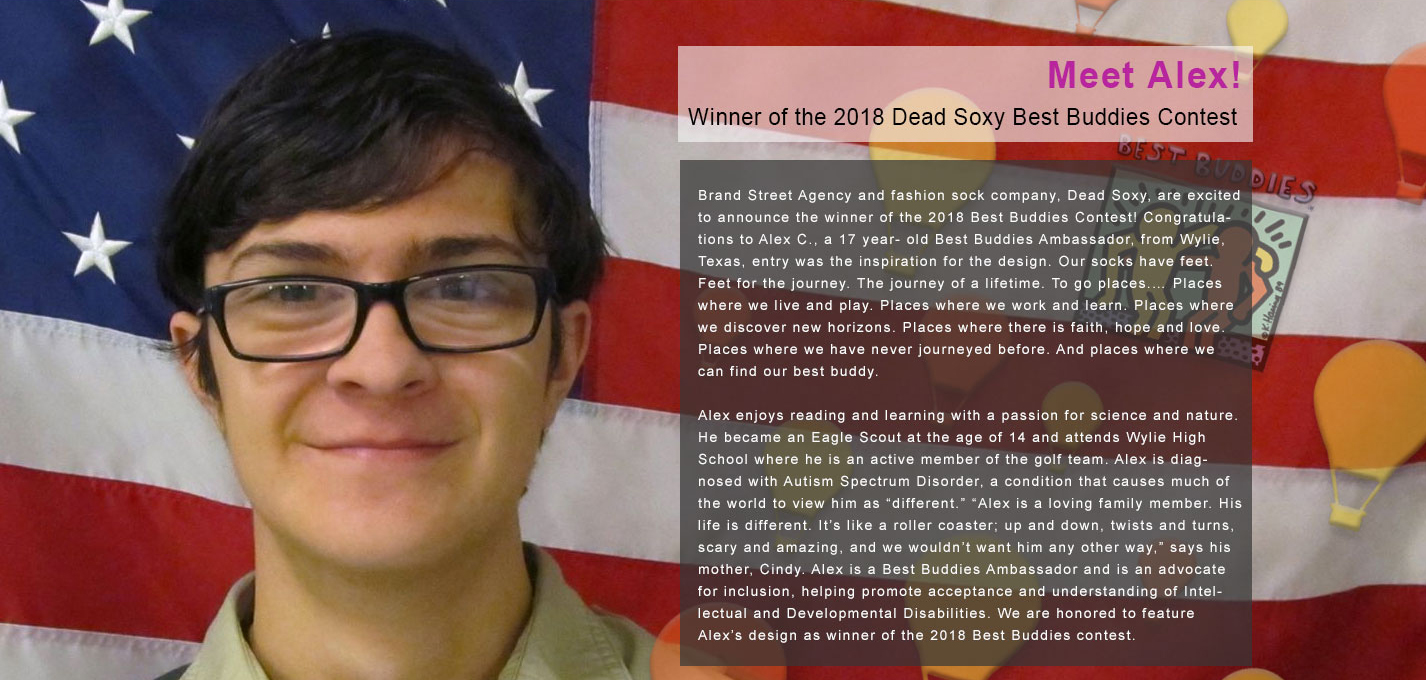 Meet Alex!
Winner of the 2018 Dead Soxy Best Buddies Contest
BEST BUDDIES.
Brand Street Agency and fashion sock company, Dead Soxy, are excited
to announce the winner of the 2018 Best Buddies Contest! Congratula-
tions to Alex C., a 17 year- old Best Buddies Ambassador, from Wylie,
Texas, entry was the inspiration for the design. Our socks have feet.
Feet for the journey. The journey of a lifetime. To go places.... Places
where we live and play. Places where we work and learn. Places where
we discover new horizons. Places where there is faith, hope and love.
Places where we have never journeyed before. And places where we
can find our best buddy.
Alex enjoys reading and learning with a passion for science and nature.
He became an Eagle Scout at the age of 14 and attends Wylie High
School where he is an active member of the golf team. Alex is diag-
nosed with Autism Spectrum Disorder, a condition that causes much of
the world to view him as “different.” “Alex is a loving family member. His
life is different. It’s like a roller coaster; up and down, twists and turns,
scary and amazing, and we wouldn’t want him any other way,” says his
mother, Cindy. Alex is a Best Buddies Ambassador and is an advocate
for inclusion, helping promote acceptance and understanding of Intel-
lectual and Developmental Disabilities. We are honored to feature
Alex’s design as winner of the 2018 Best Buddies contest.